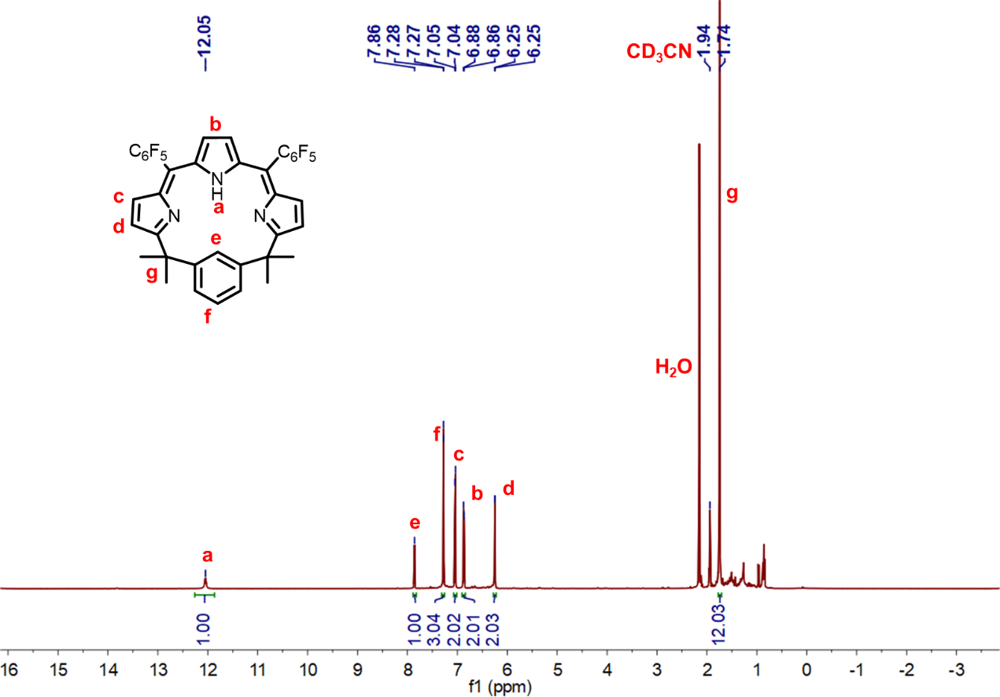 -12.05
7.86
7.28
7.27
7.05
7.04
6.88
6.86
6.25
6.25
CD3CN
1.94
1.74
b
C6F5
C6F5
N
H
a
c
N
N
d
e
g
f
g
H2O
f
c
b
d
e
a
1.00
1.00
3.04
2.02
2.01
2.03
12.03
16 15 14 13 12 11 10 9 8 7 6 5 4 3 2 1 0 -1 -2 -3
f1 (ppm)